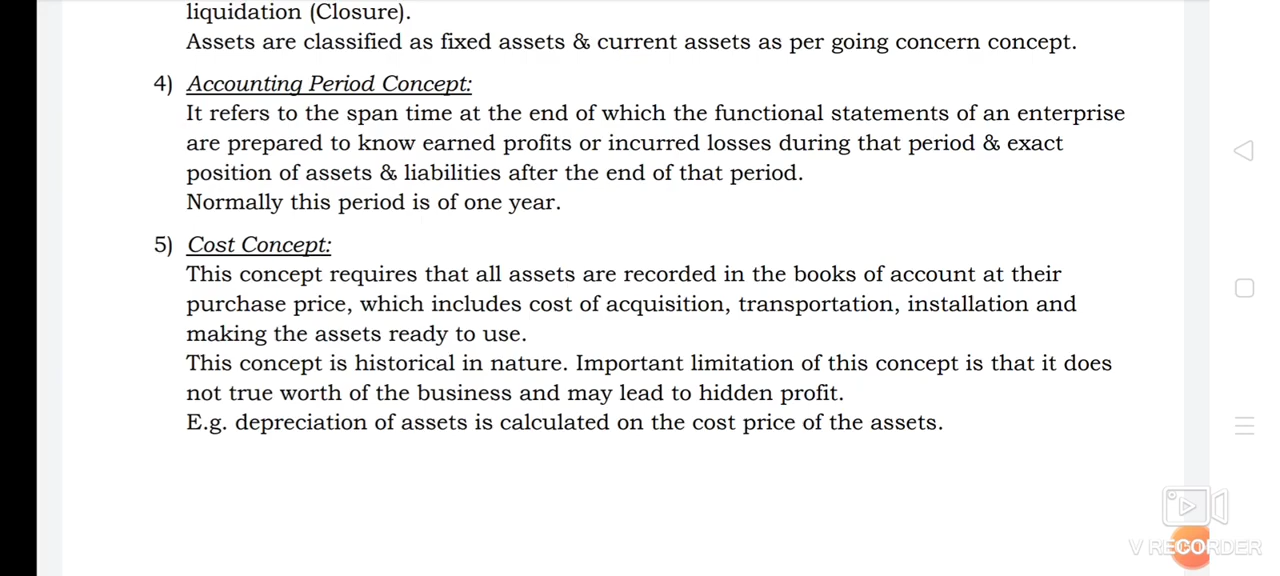 liquidation (Closure).
Assets are classified as fixed assets & current assets as per going concern concept.
4) Accounting Period Concept:
It refers to the span time at the end of which the functional statements of an enterprise
are prepared to know earned profits or incurred losses during that period & exact
position of assets & liabilities after the end of that period.
Normally this period is of one year.
5) Cost Concept:
This concept requires that all assets are recorded in the books of account at their
purchase price, which includes cost of acquisition, transportation, installation and
making the assets ready to use.
This concept is historical in nature. Important limitation of this concept is that it does
not true worth of the business and may lead to hidden profit.
E.g. depreciation of assets is calculated on the cost price of the assets.
V RECORDER